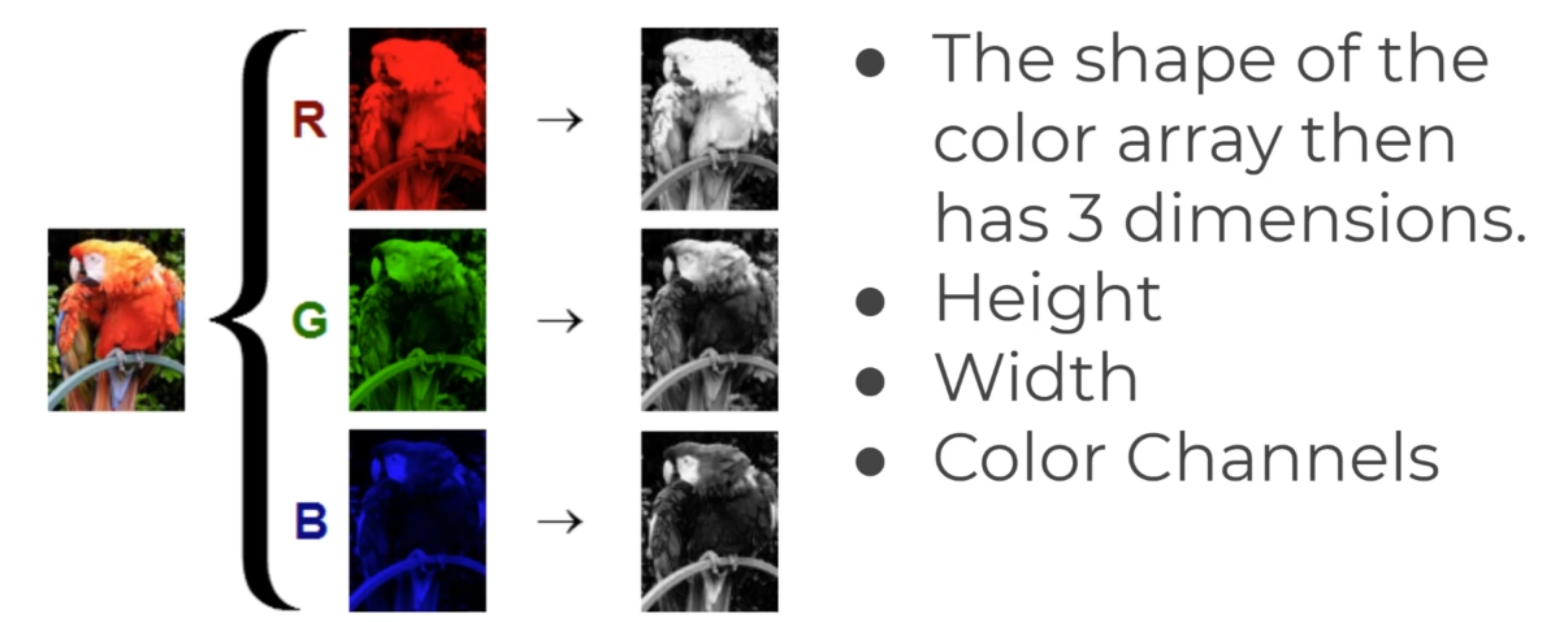 R
G
B
● The shape of the
color array then
has 3 dimensions.
● Height
● Width
● Color Channels